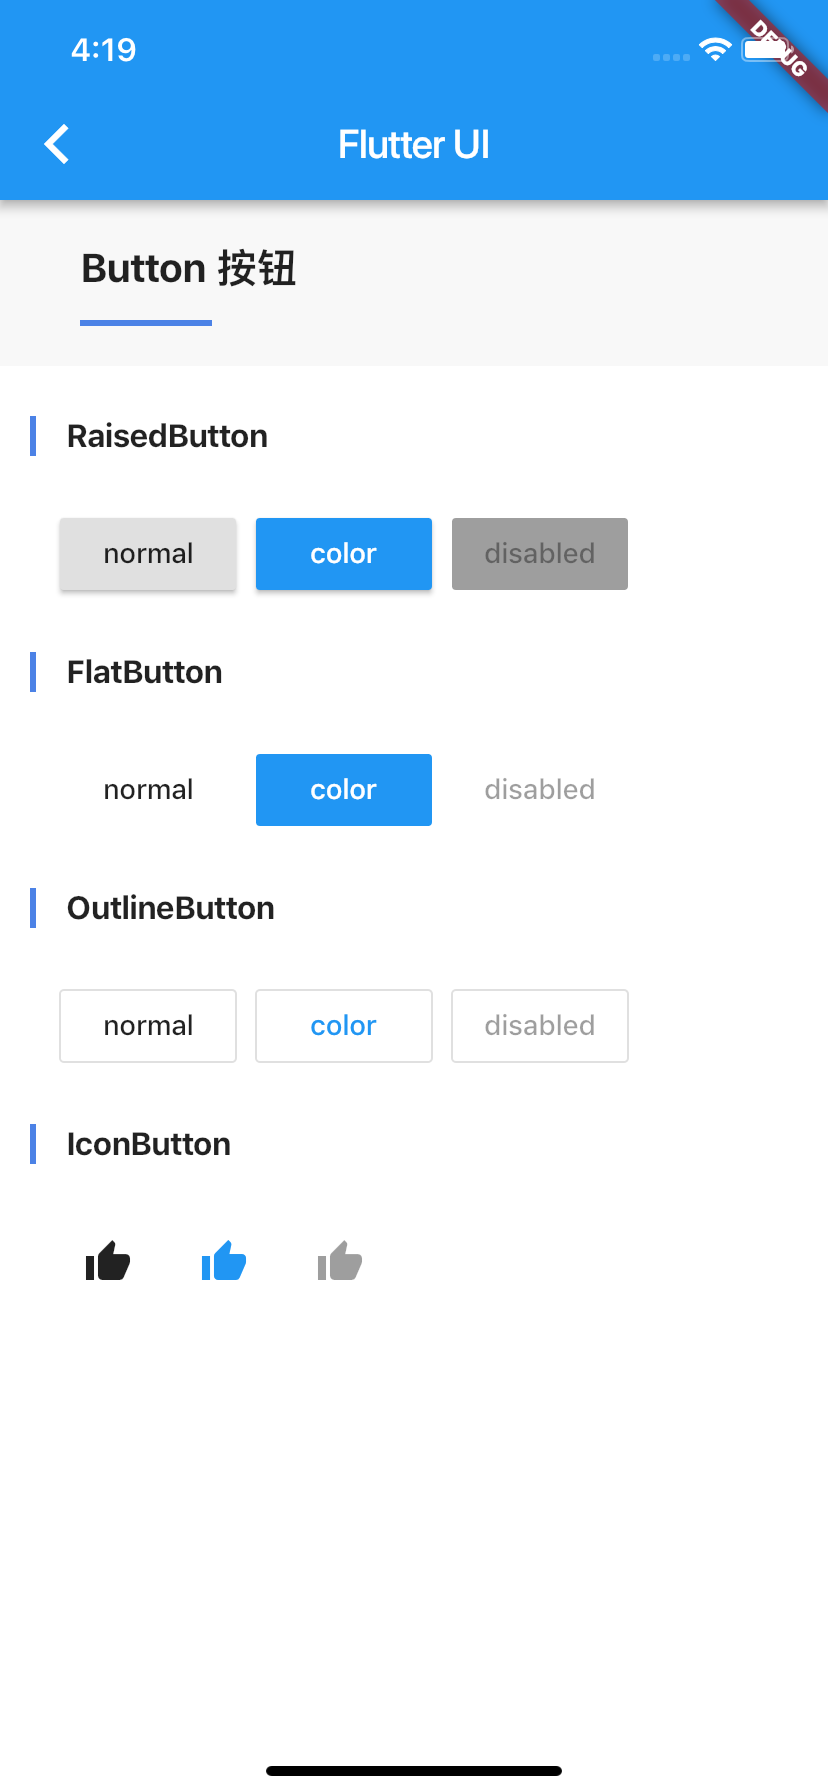 4:19
DEBUG
Flutter UI
Button 按钮
RaisedButton
normal color disabled
FlatButton
normal color disabled
OutlineButton
normal color disabled
IconButton